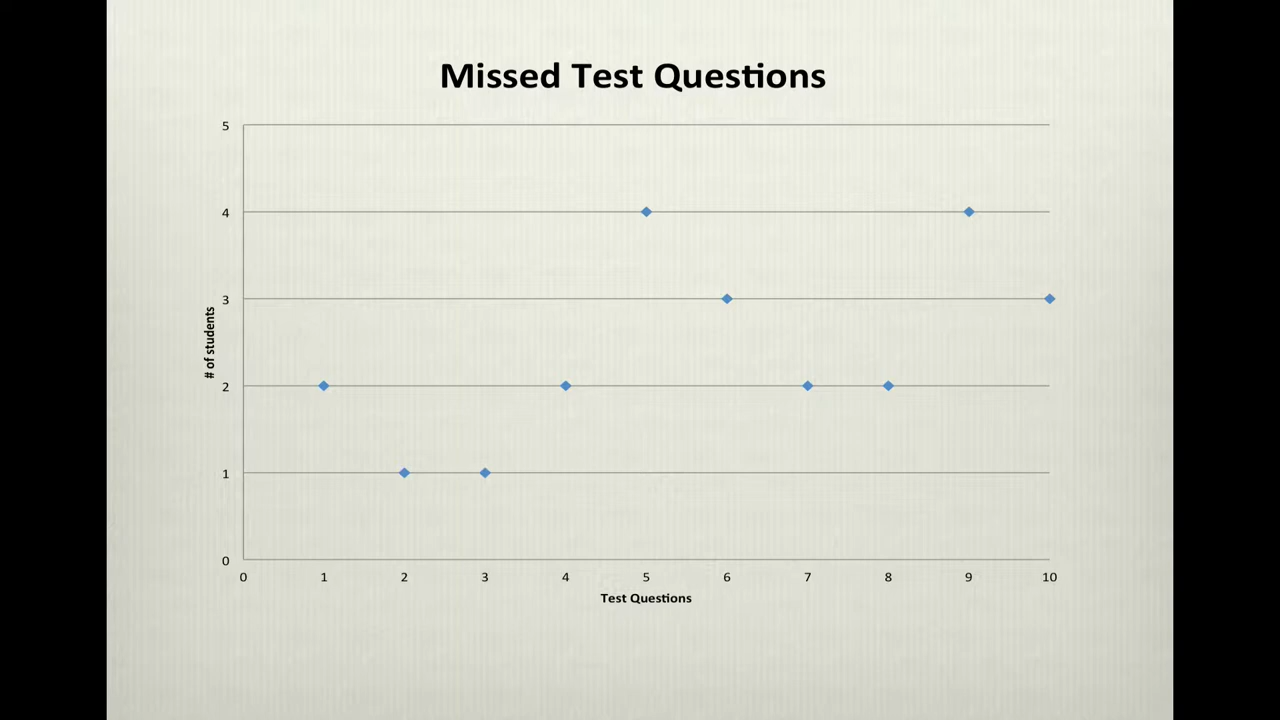 Missed Test Questions
5
4
3
2
1
0
# of students
0 1 2 3 4 5 6 7 8 9 10
Test Questions